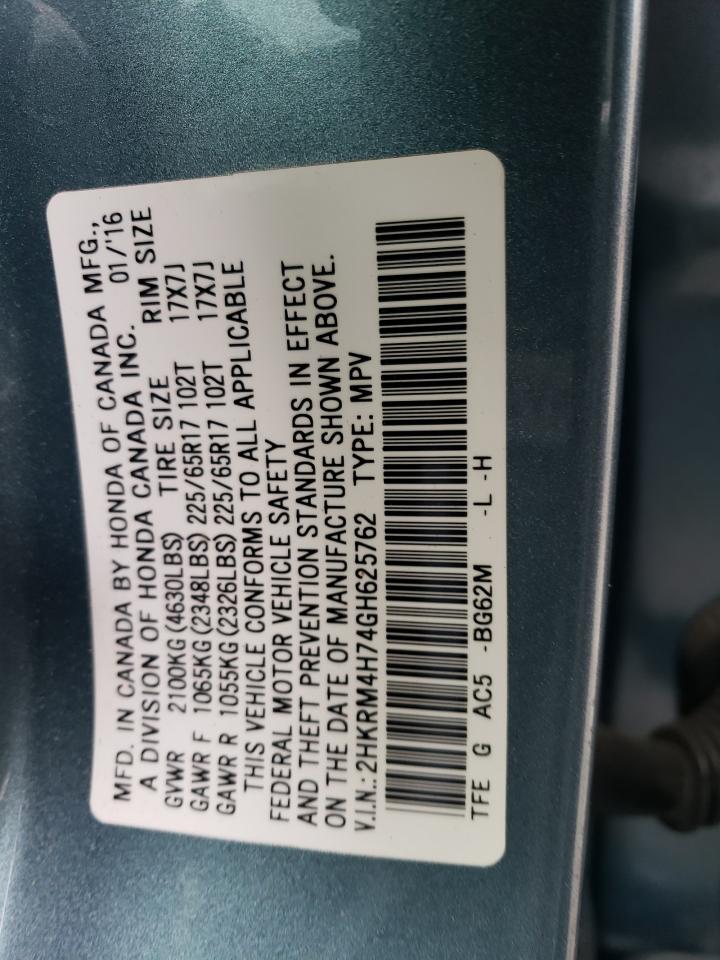 MFD. IN CANADA BY HONDA OF CANADA MFG.,
A DIVISION OF HONDA CANADA INC. 01/'16
GVWR 2100KG(4630LBS) TIRE SIZE RIM SIZE
GAWR F 1065KG(2348LBS) 225/65R17 102T 17X7J
GAWR R 1055KG(2326LBS) 225/65R17 102T 17X7J
THIS VEHICLE CONFORMS TO ALL APPLICABLE
FEDERAL MOTOR VEHICLE SAFETY
AND THEFT PREVENTION STANDARDS IN EFFECT
ON THE DATE OF MANUFACTURE SHOWN ABOVE.
V.I.N.:2HKRM4H74GH625762 TYPE: MPV
TFE G AC5 -BG62M -L -H